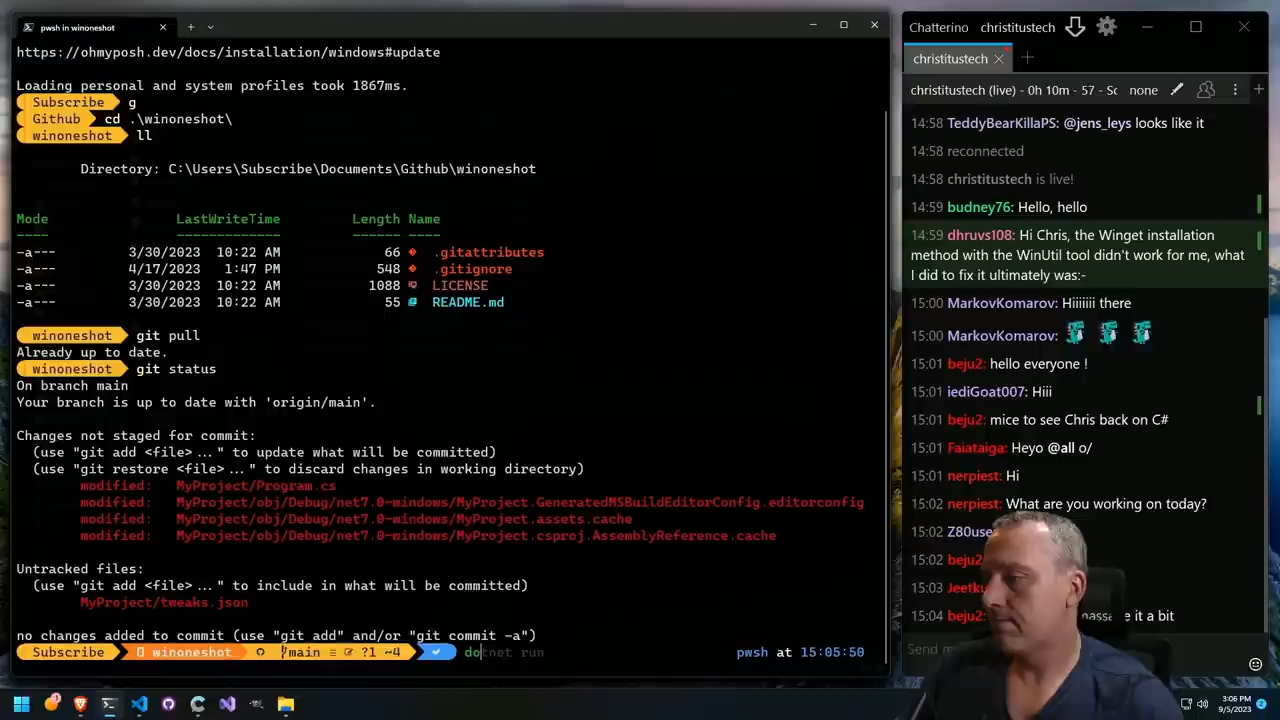 pwsh in winoneshot
https://ohmyposh.dev/docs/installation/windows#update
Loading personal and system profiles took 1867ms.
Subscribe g
Github cd .\winoneshot\
winoneshot ll
Directory: C:\Users\Subscribe\Documents\Github\winoneshot
Mode LastWriteTime Length Name
---- ------------- ------ ----
-a--- 3/30/2023 10:22 AM 66 .gitattributes
-a--- 4/17/2023 1:47 PM 548 .gitignore
-a--- 3/30/2023 10:22 AM 1088 LICENSE
-a--- 3/30/2023 10:22 AM 55 README.md
winoneshot git pull
Already up to date.
winoneshot git status
On branch main
Your branch is up to date with 'origin/main'.
Changes not staged for commit:
(use "git add <file>..." to update what will be committed)
(use "git restore <file>..." to discard changes in working directory)
modified: MyProject/Program.cs
modified: MyProject/obj/Debug/net7.0-windows/MyProject.GeneratedMSBuildEditorConfig.editorconfig
modified: MyProject/obj/Debug/net7.0-windows/MyProject.assets.cache
modified: MyProject/obj/Debug/net7.0-windows/MyProject.csproj.AssemblyReference.cache
Untracked files:
(use "git add <file>..." to include in what will be committed)
MyProject/tweaks.json
no changes added to commit (use "git add" and/or "git commit -a")
Subscribe winoneshot main ≡ ?1 ~4 dotnet run pwsh at 15:05:50
Chatterino christitustech
christitustech
christitustech (live) - 0h 10m - 57 - Sc none
14:58 TeddyBearKillaPS: @jens_leys looks like it
14:58 reconnected
14:58 christitustech is live!
14:59 budney76: Hello, hello
14:59 dhruvs108: Hi Chris, the Winget installation
method with the WinUtil tool didn't work for me, what
I did to fix it ultimately was:-
15:00 MarkovKomarov: Hiiiiiii there
15:00 MarkovKomarov:
15:01 beju2: hello everyone !
15:01 iediGoat007: Hiii
15:01 beju2: mice to see Chris back on C#
15:01 Faiataiga: Heyo @all o/
15:01 nerpiest: Hi
15:02 nerpiest: What are you working on today?
15:02 Z80use
15:02 beju2
15:03 Jeetk
15:04 beju2 it a bit
Send m
3:06 PM
9/5/2023
2